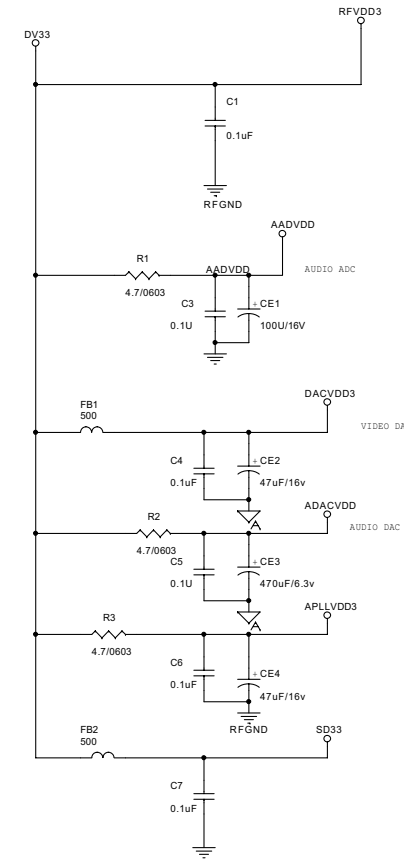 RFVDD3
DV33
C1
0.1uF
RFGND
AADVDD
R1
AADVDD
AUDIO ADC
4.7/0603
C3
+ CE1
0.1U
100U/16V
DACVDD3
FB1
500
VIDEO DA
C4
+ CE2
0.1uF
47uF/16v
A
ADACVDD
R2
AUDIO DAC
4.7/0603
C5
+ CE3
0.1U
470uF/6.3v
A
APLLVDD3
R3
4.7/0603
C6
+ CE4
0.1uF
47uF/16v
RFGND
FB2
500
SD33
C7
0.1uF